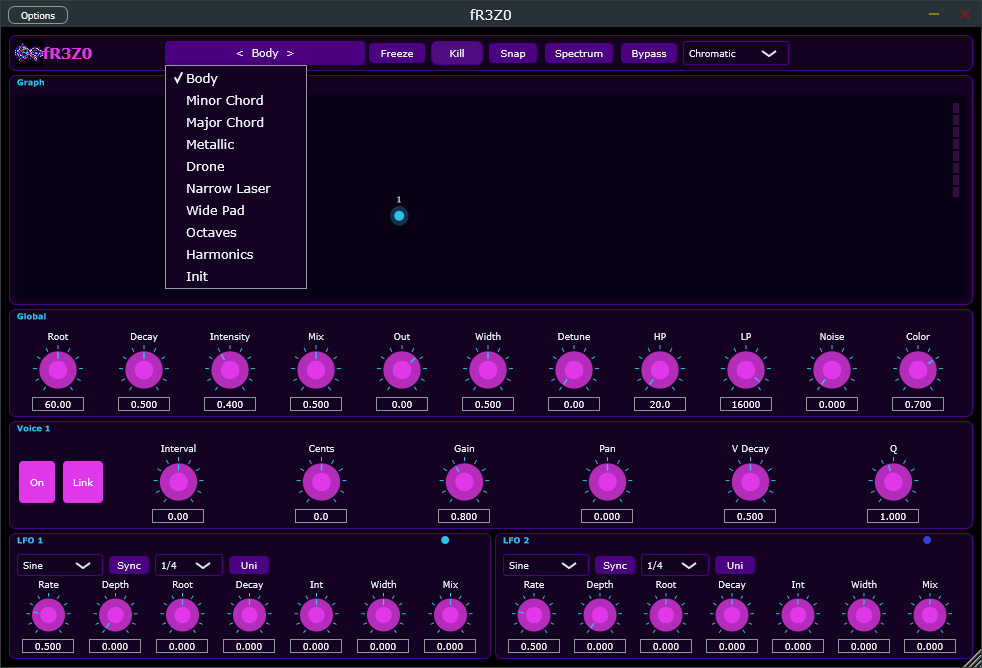 Options
fR3Z0
fR3Z0
< Body >
Freeze
Kill
Snap
Spectrum
Bypass
Chromatic
✓ Body
Minor Chord
Major Chord
Metallic
Drone
Narrow Laser
Wide Pad
Octaves
Harmonics
Init
Graph
1
Global
Root Decay Intensity Mix Out Width Detune HP LP Noise Color
60.00 0.500 0.400 0.500 0.00 0.500 0.00 20.0 16000 0.000 0.700
Voice 1
On Link
Interval Cents Gain Pan V Decay Q
0.00 0.0 0.800 0.000 0.500 1.000
LFO 1
Sine Sync 1/4 Uni
Rate Depth Root Decay Int Width Mix
0.500 0.000 0.000 0.000 0.000 0.000 0.000
LFO 2
Sine Sync 1/4 Uni
Rate Depth Root Decay Int Width Mix
0.500 0.000 0.000 0.000 0.000 0.000 0.000